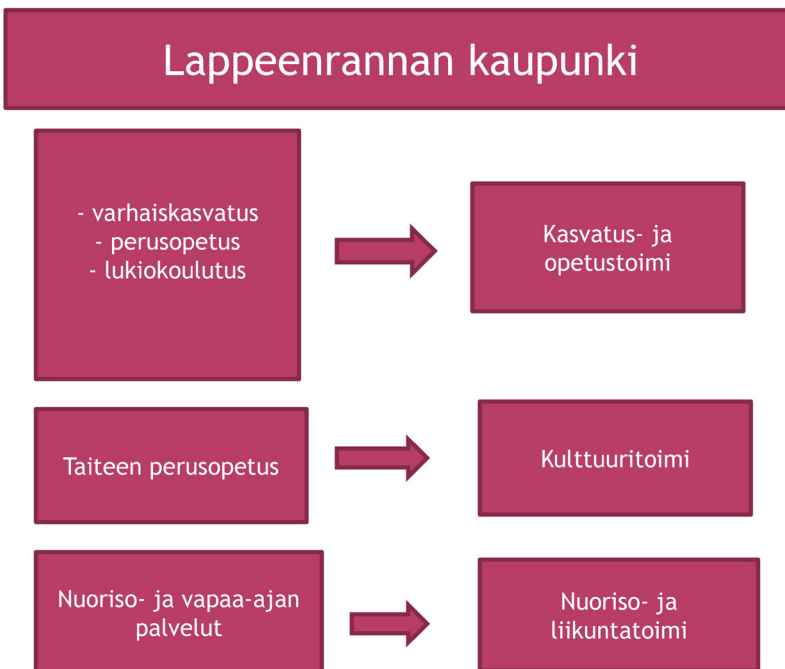 Lappeenrannan kaupunki
- varhaiskasvatus
- perusopetus
- lukiokoulutus
Kasvatus- ja
opetustoimi
Taiteen perusopetus
Kulttuuritoimi
Nuoriso- ja vapaa-ajan
palvelut
Nuoriso- ja
liikuntatoimi